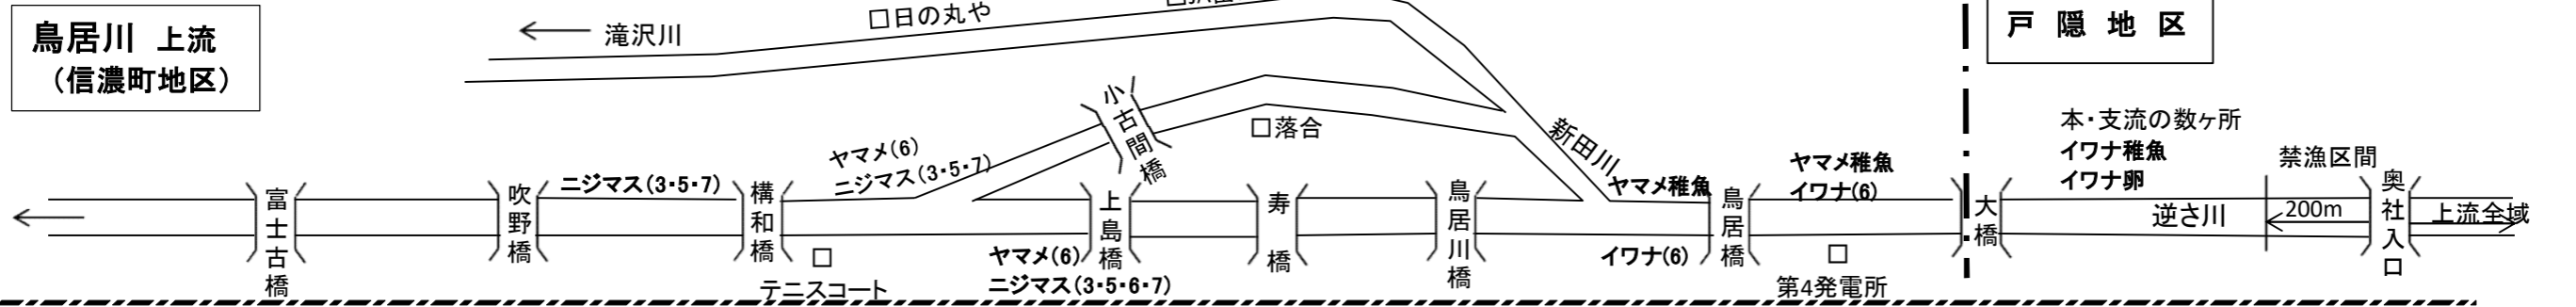 鳥居川 上流
（信濃町地区）
滝沢川
□日の丸や
戸 隠 地 区
小古間橋
□落合
新田川
本・支流の数ヶ所
イワナ稚魚
イワナ卵
禁漁区間
ヤマメ(6)
ニジマス(3・5・7)
ニジマス(3・5・7)
ヤマメ稚魚
ヤマメ稚魚
イワナ(6)
富士古橋
吹野橋
構和橋
上島橋
寿橋
鳥居川橋
鳥居橋
大橋
逆さ川
200m
奥社入口
上流全域
テニスコート
ヤマメ(6)
ニジマス(3・5・6・7)
イワナ(6)
第4発電所